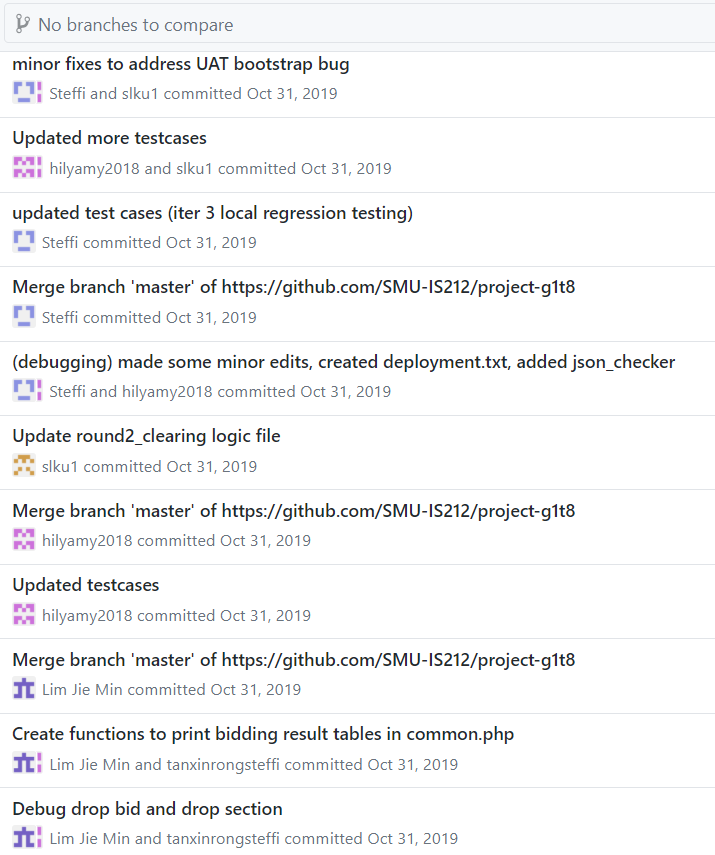 No branches to compare
minor fixes to address UAT bootstrap bug
Steffi and slku1 committed Oct 31, 2019
Updated more testcases
hilyamy2018 and slku1 committed Oct 31, 2019
updated test cases (iter 3 local regression testing)
Steffi committed Oct 31, 2019
Merge branch 'master' of https://github.com/SMU-IS212/project-g1t8
Steffi committed Oct 31, 2019
(debugging) made some minor edits, created deployment.txt, added json_checker
Steffi and hilyamy2018 committed Oct 31, 2019
Update round2_clearing logic file
slku1 committed Oct 31, 2019
Merge branch 'master' of https://github.com/SMU-IS212/project-g1t8
hilyamy2018 committed Oct 31, 2019
Updated testcases
hilyamy2018 committed Oct 31, 2019
Merge branch 'master' of https://github.com/SMU-IS212/project-g1t8
Lim Jie Min committed Oct 31, 2019
Create functions to print bidding result tables in common.php
Lim Jie Min and tanxinrongsteffi committed Oct 31, 2019
Debug drop bid and drop section
Lim Jie Min and tanxinrongsteffi committed Oct 31, 2019